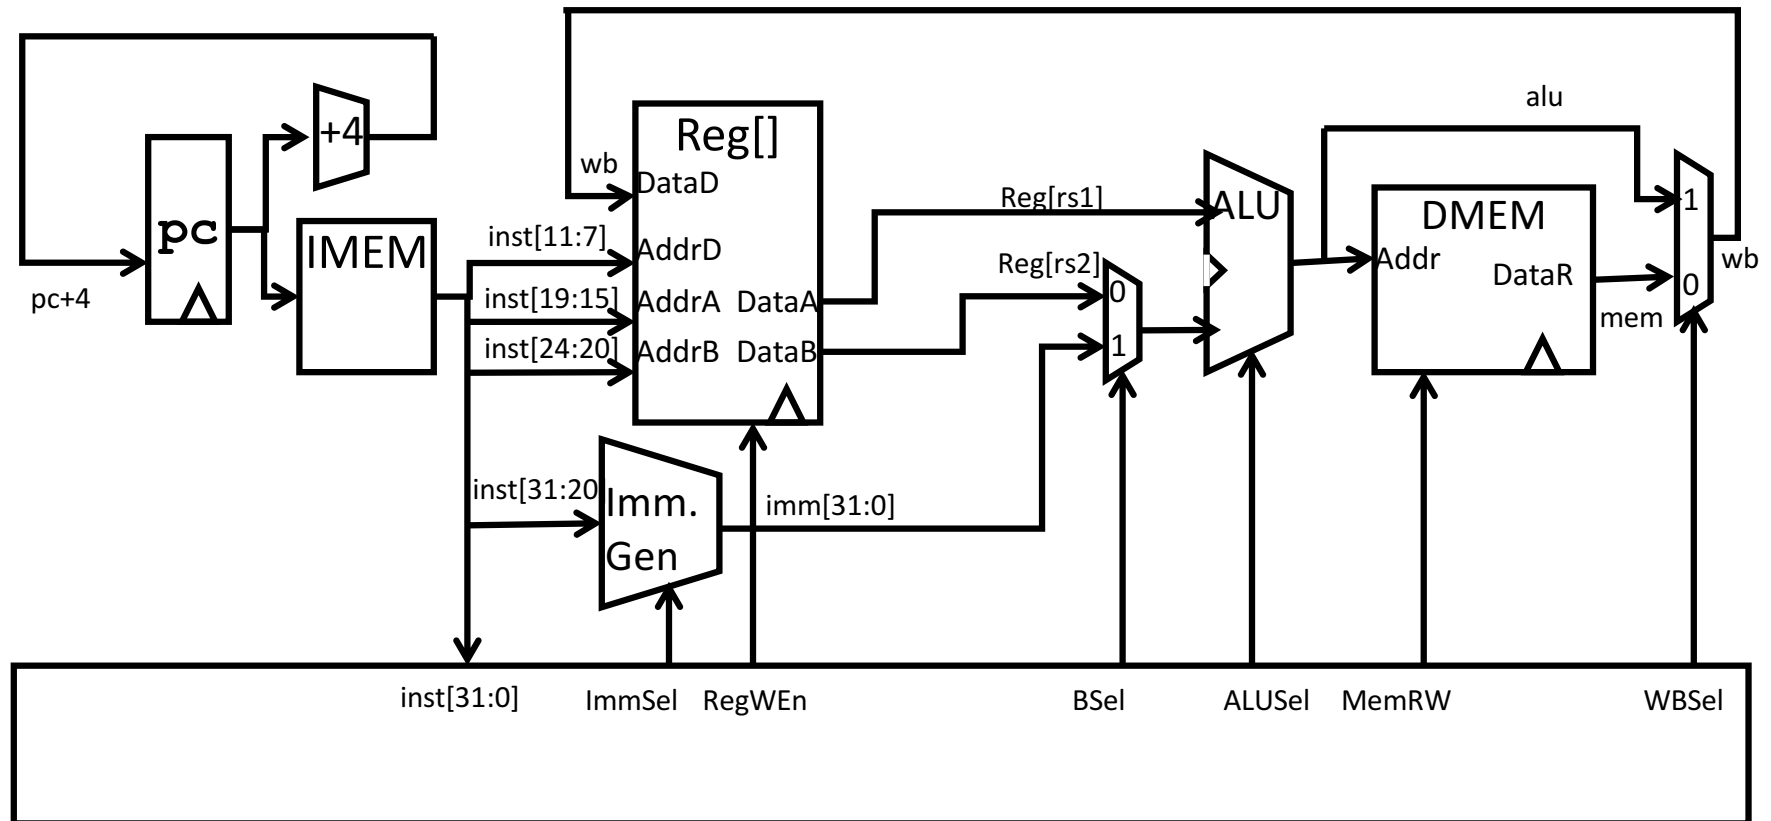 alu
+4
Reg[]
wb
DataD
pc
IMEM
inst[11:7]
AddrD
inst[19:15]
AddrA
DataA
inst[24:20]
AddrB
DataB
pc+4
Reg[rs1]
ALU
Reg[rs2]
0
1
DMEM
Addr
DataR
mem
1
0
wb
inst[31:20
Imm.
Gen
imm[31:0]
inst[31:0]
ImmSel
RegWEn
BSel
ALUSel
MemRW
WBSel